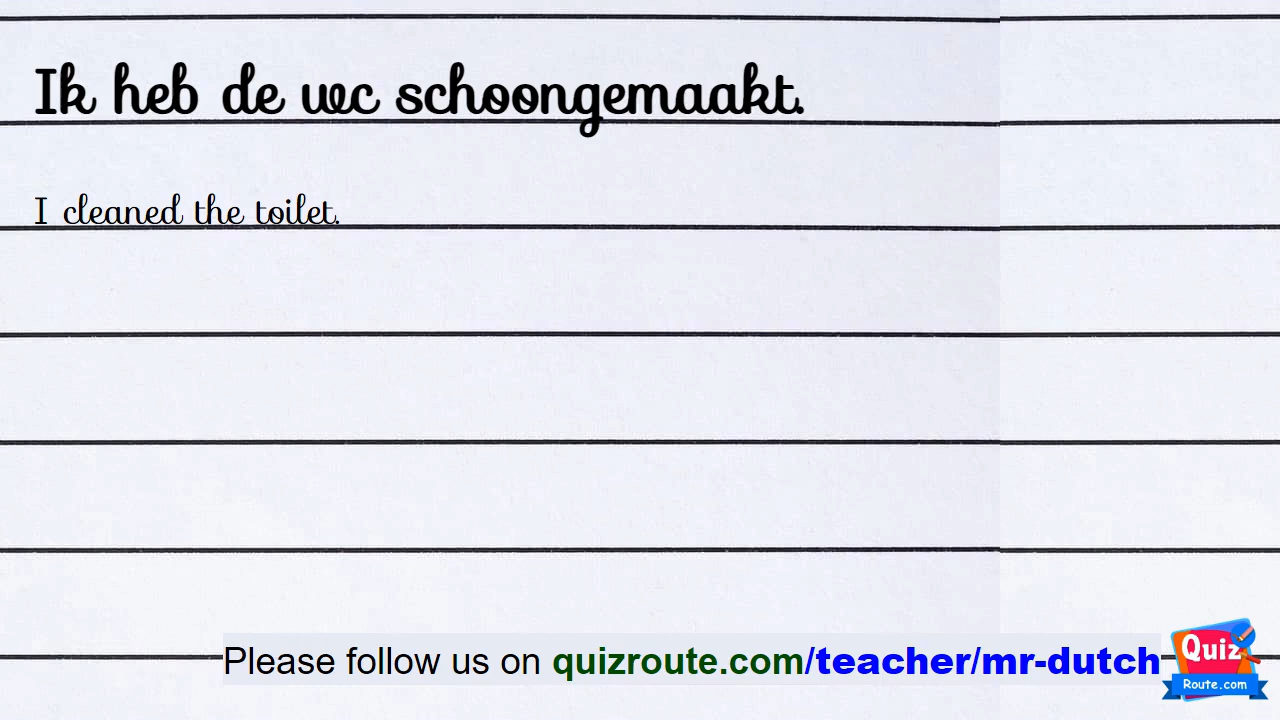 Ik heb de wc schoongemaakt.
I cleaned the toilet.
Please follow us on quizroute.com/teacher/mr-dutch
Quiz
Route.com